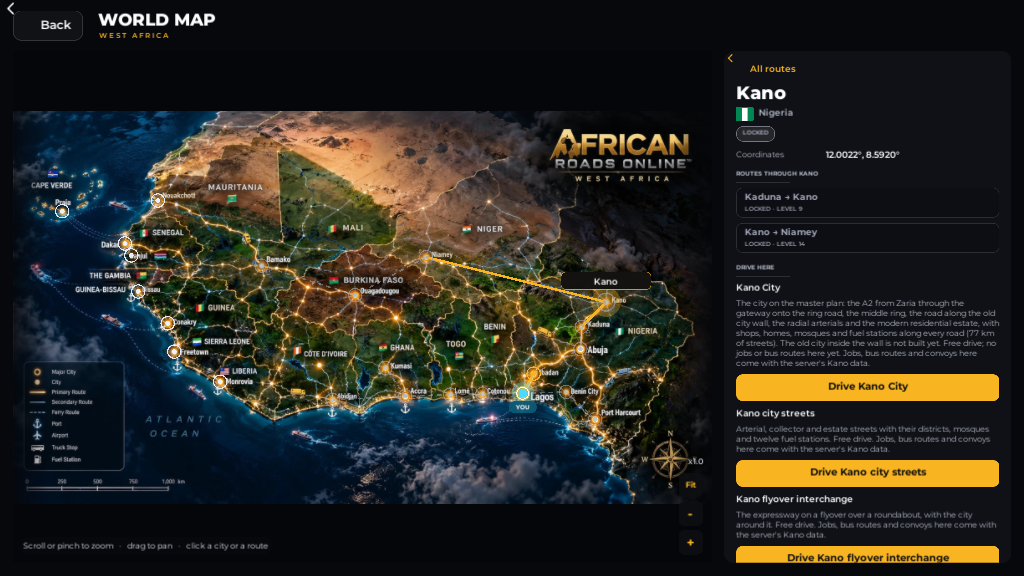 Back
WORLD MAP
WEST AFRICA
AFRICAN
ROADS ONLINE™
WEST AFRICA
CAPE VERDE
Praia
Nouakchott
MAURITANIA
MALI
NIGER
SENEGAL
Dakar
THE GAMBIA
GUINEA-BISSAU
Bamako
Niamey
BURKINA FASO
Ouagadougou
Kano
Kano
Kaduna
NIGERIA
Abuja
GUINEA
Conakry
SIERRA LEONE
Freetown
LIBERIA
Monrovia
CÔTE D'IVOIRE
GHANA
Kumasi
TOGO
BENIN
Ibadan
Abidjan
Accra
Lome
Cotonou
Lagos
YOU
Benin City
Port Harcourt
ATLANTIC
OCEAN
Major City
City
Primary Route
Secondary Route
Ferry Route
Port
Airport
Truck Stop
Fuel Station
0 250 500 750 1,000 km
N
W
S
x1.0
Fit
-
+
Scroll or pinch to zoom · drag to pan · click a city or a route
All routes
Kano
Nigeria
LOCKED
Coordinates 12.0022°, 8.5920°
ROUTES THROUGH KANO
Kaduna → Kano
LOCKED · LEVEL 9
Kano → Niamey
LOCKED · LEVEL 14
DRIVE HERE
Kano City
The city on the master plan: the A2 from Zaria through the
gateway onto the ring road, the middle ring, the road along the old
city wall, the radial arterials and the modern residential estate, with
shops, homes, mosques and fuel stations along every road (77 km
of streets). The old city inside the wall is not built yet. Free drive; no
jobs or bus routes here yet. Jobs, bus routes and convoys
here come with the server's Kano data.
Drive Kano City
Kano city streets
Arterial, collector and estate streets with their districts, mosques
and twelve fuel stations. Free drive. Jobs, bus routes and convoys
here come with the server's Kano data.
Drive Kano city streets
Kano flyover interchange
The expressway on a flyover over a roundabout, with the city
around it. Free drive. Jobs, bus routes and convoys here come with
the server's Kano data.
Drive Kano flyover interchange